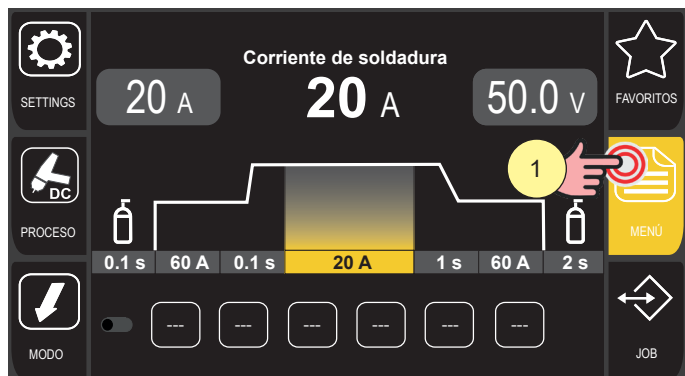 SETTINGS
Corriente de soldadura
20 A
20 A
50.0 V
FAVORITOS
DC
PROCESO
1
MENÚ
0.1 s
60 A
0.1 s
20 A
1 s
60 A
2 s
MODO
---
---
---
---
---
---
JOB